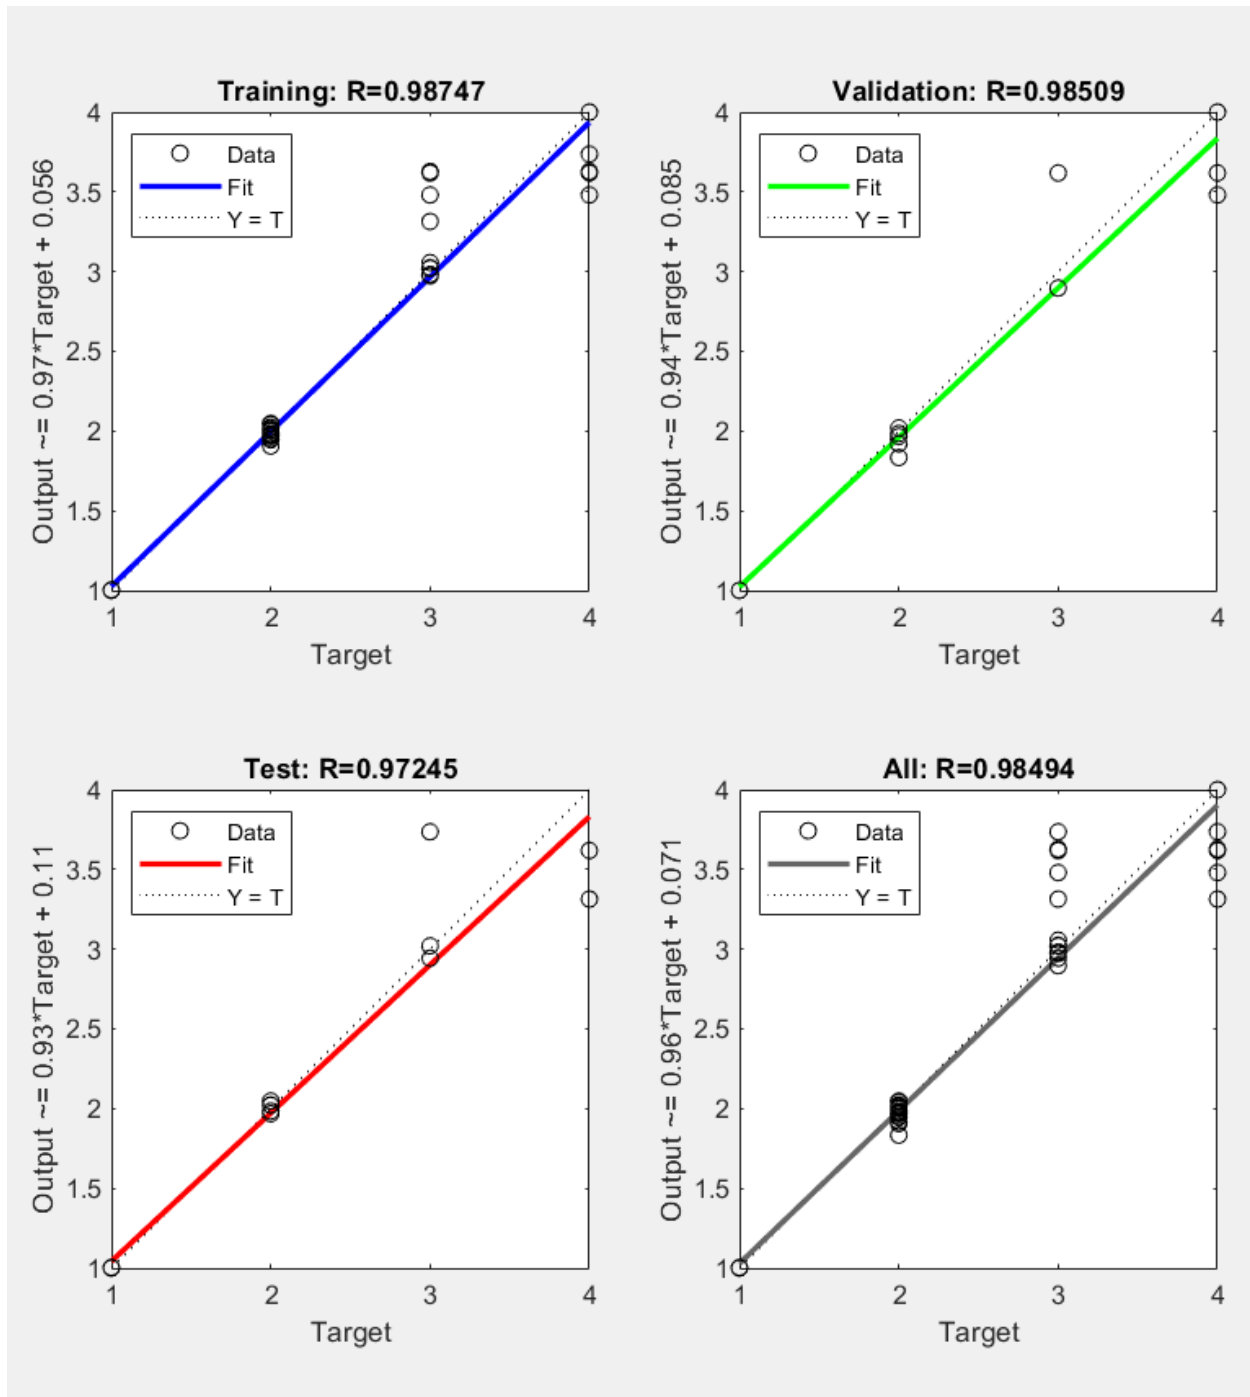 Training: R=0.98747
Output ~= 0.97*Target + 0.056
Data
Fit
Y = T
4
3.5
3
2.5
2
1.5
1
1 2 3 4
Target
Validation: R=0.98509
Output ~= 0.94*Target + 0.085
Data
Fit
Y = T
4
3.5
3
2.5
2
1.5
1
1 2 3 4
Target
Test: R=0.97245
Output ~= 0.93*Target + 0.11
Data
Fit
Y = T
4
3.5
3
2.5
2
1.5
1
1 2 3 4
Target
All: R=0.98494
Output ~= 0.96*Target + 0.071
Data
Fit
Y = T
4
3.5
3
2.5
2
1.5
1
1 2 3 4
Target